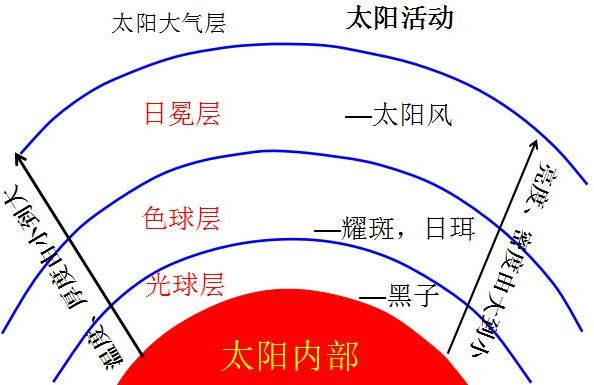 太阳大气层
太阳活动
日冕层
—太阳风
色球层
—耀斑，日珥
光球层
—黑子
太阳内部
温度、厚度由小到大
亮度、密度由大到小